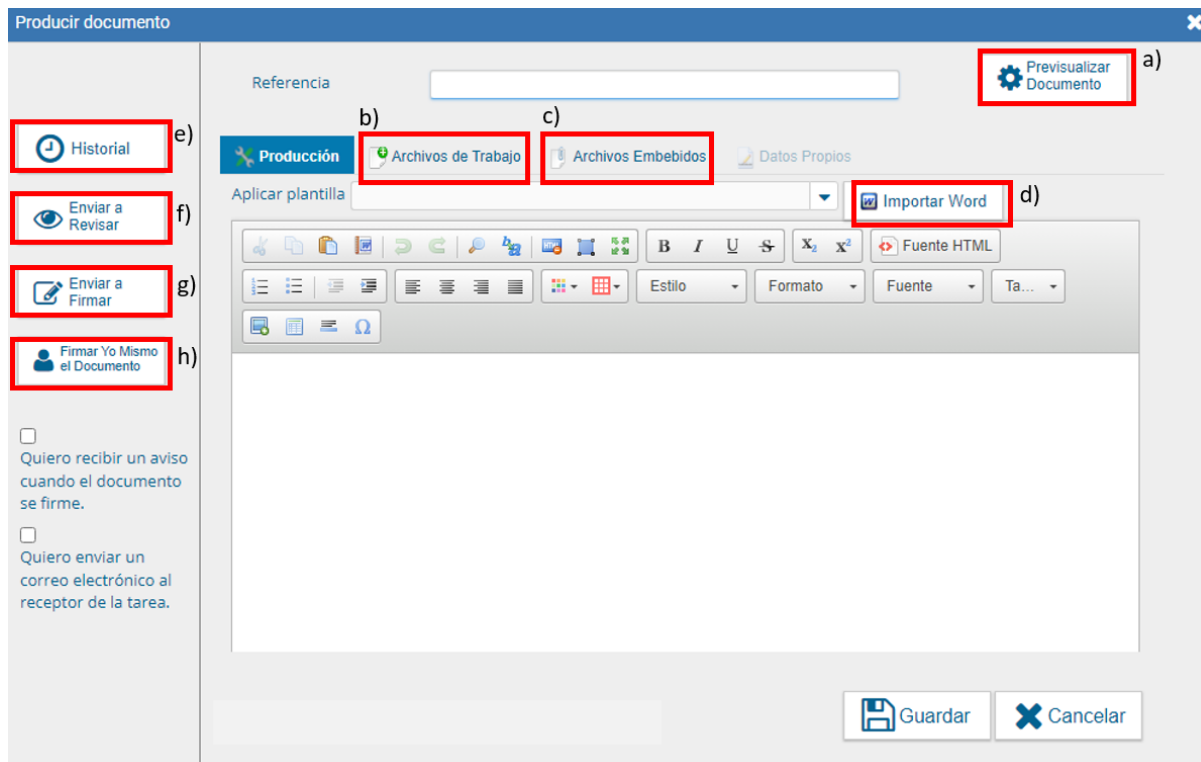 Producir documento
Referencia
Previsualizar
Documento
a)
b)
c)
Historial
e)
Producción
Archivos de Trabajo
Archivos Embebidos
Datos Propios
Aplicar plantilla
Importar Word
d)
Enviar a
Revisar
f)
B I U S X₂ X² Fuente HTML
Enviar a
Firmar
g)
Estilo
Formato
Fuente
Ta...
Ω
Firmar Yo Mismo
el Documento
h)
Quiero recibir un aviso
cuando el documento
se firme.
Quiero enviar un
correo electrónico al
receptor de la tarea.
Guardar
Cancelar